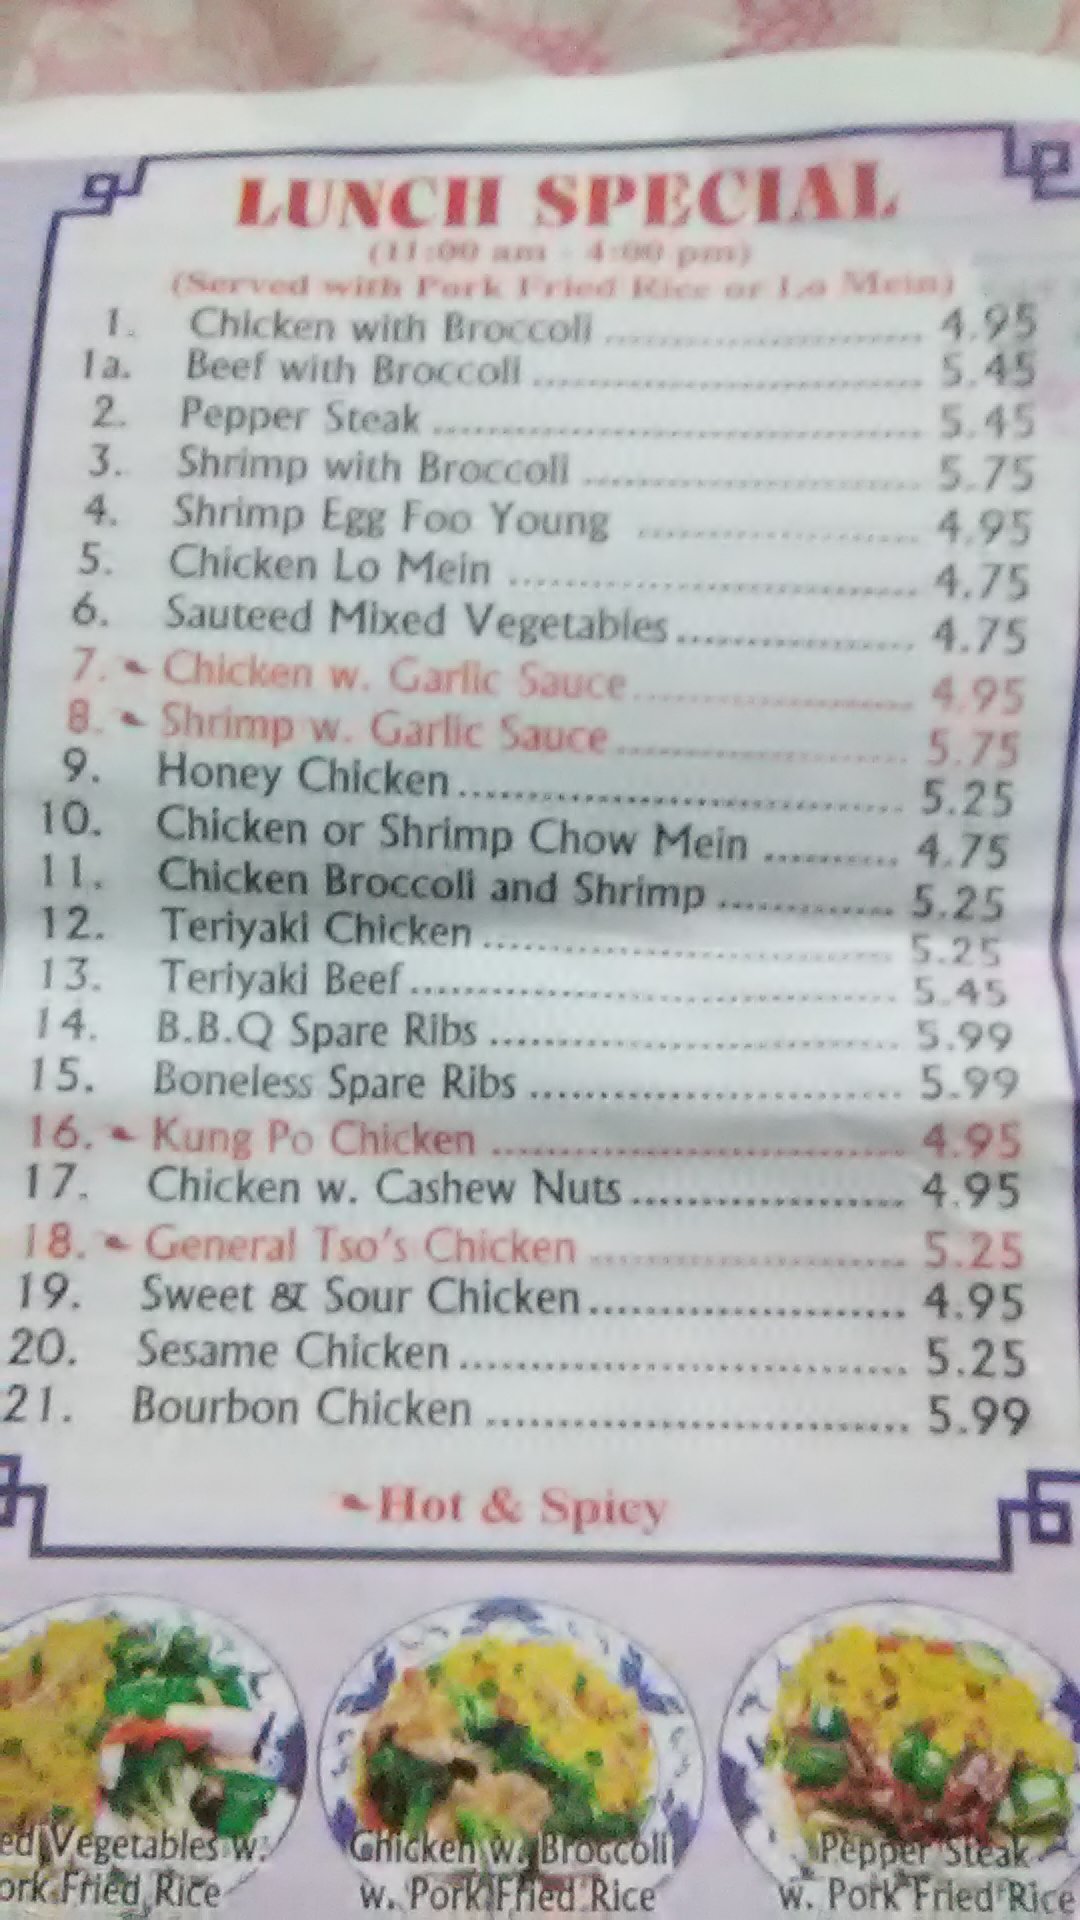 LUNCH SPECIAL
(11:00 am - 4:00 pm)
(Served with Pork Fried Rice or Lo Mein)
1. Chicken with Broccoli 4.95
1a. Beef with Broccoli 5.45
2. Pepper Steak 5.45
3. Shrimp with Broccoli 5.75
4. Shrimp Egg Foo Young 4.95
5. Chicken Lo Mein 4.75
6. Sauteed Mixed Vegetables 4.75
7. Chicken w. Garlic Sauce 4.95
8. Shrimp w. Garlic Sauce 5.75
9. Honey Chicken 5.25
10. Chicken or Shrimp Chow Mein 4.75
11. Chicken Broccoli and Shrimp 5.25
12. Teriyaki Chicken 5.25
13. Teriyaki Beef 5.45
14. B.B.Q Spare Ribs 5.99
15. Boneless Spare Ribs 5.99
16. Kung Po Chicken 4.95
17. Chicken w. Cashew Nuts 4.95
18. General Tso's Chicken 5.25
19. Sweet & Sour Chicken 4.95
20. Sesame Chicken 5.25
21. Bourbon Chicken 5.99
Hot & Spicy
ed Vegetables w.
ork Fried Rice
Chicken w. Broccoli
w. Pork Fried Rice
Pepper Steak
w. Pork Fried Rice